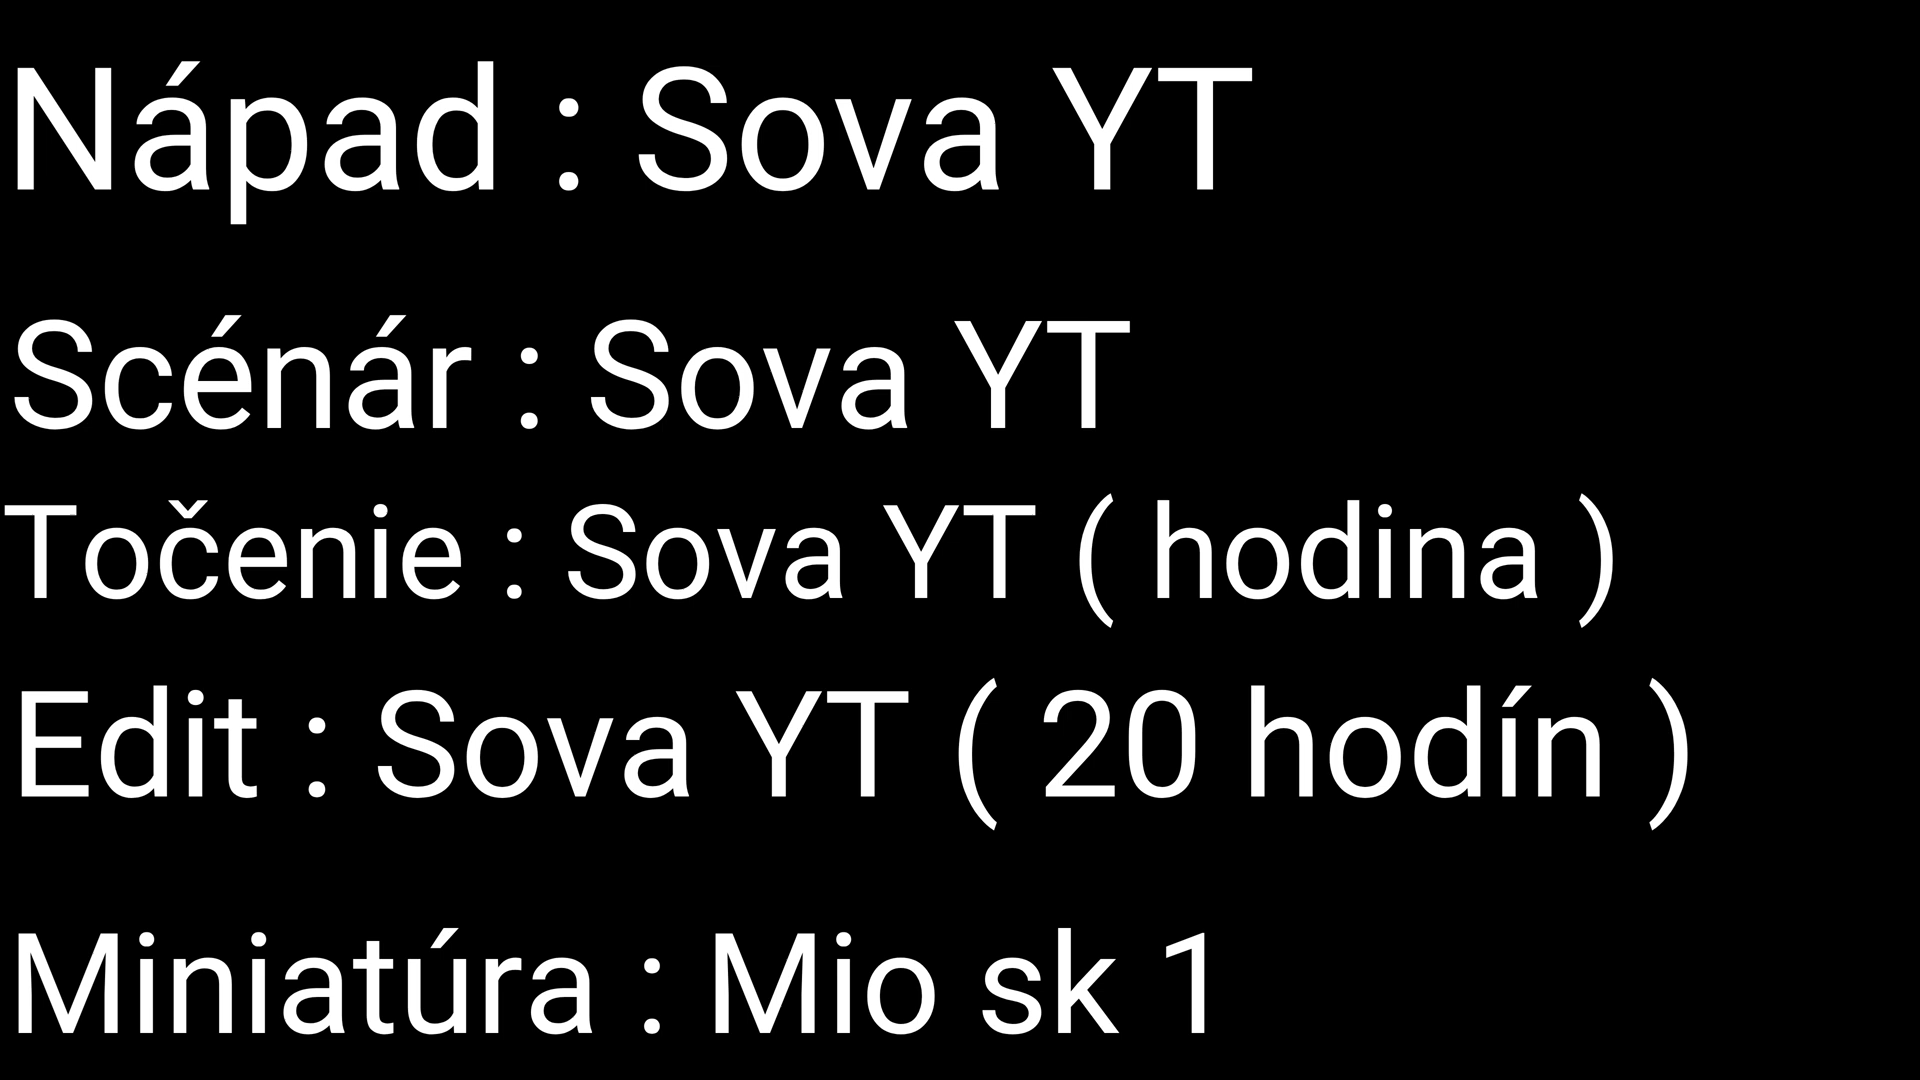 Nápad : Sova YT
Scénár : Sova YT
Točenie : Sova YT ( hodina )
Edit : Sova YT ( 20 hodín )
Miniatúra : Mio sk 1